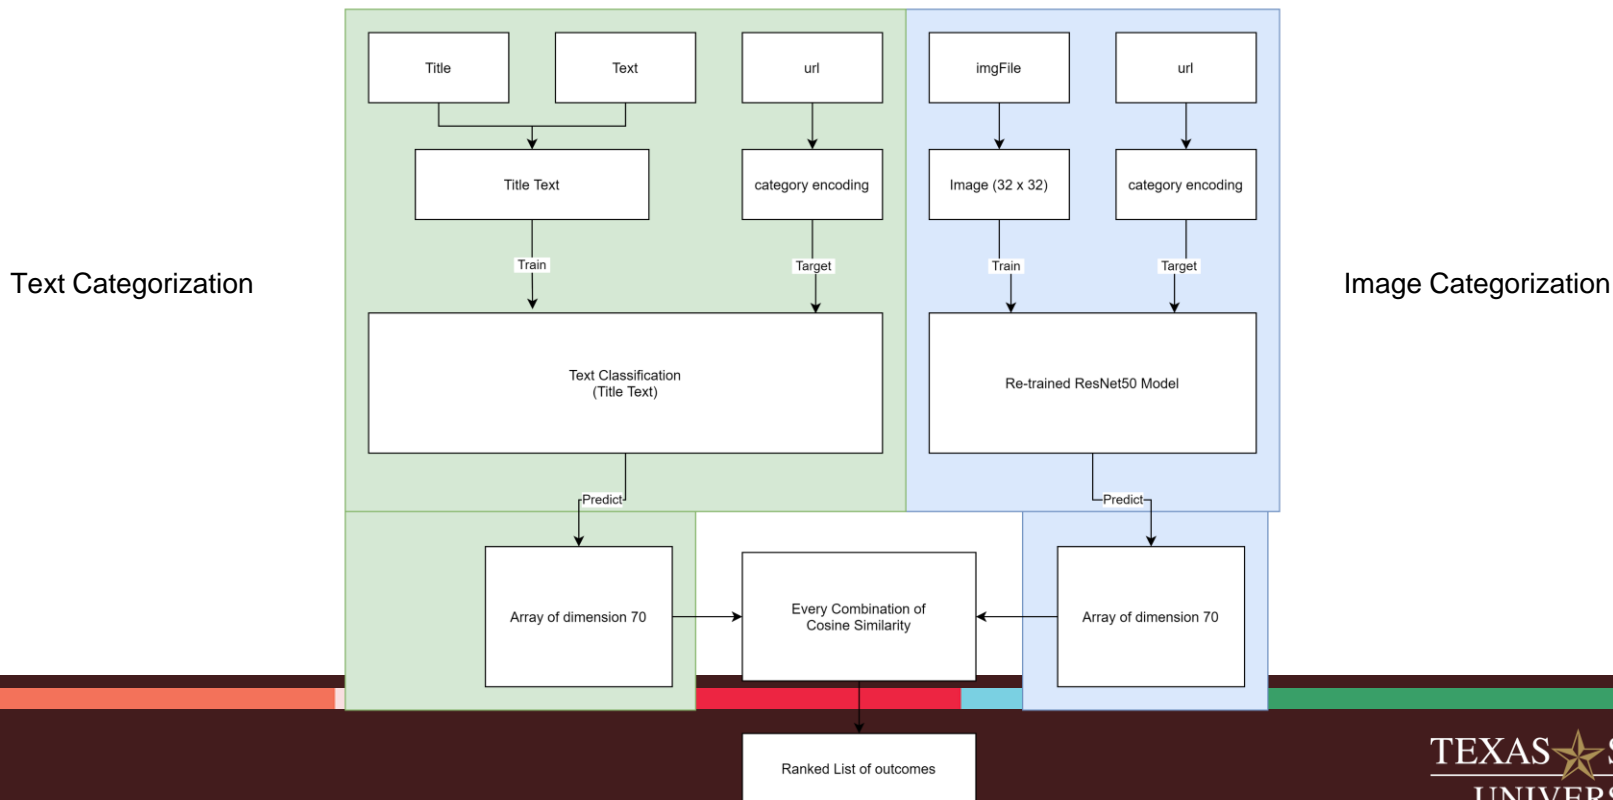 Title
Text
url
imgFile
url
Title Text
category encoding
Image (32 x 32)
category encoding
Train
Target
Train
Target
Text Categorization
Image Categorization
Text Classification
(Title Text)
Re-trained ResNet50 Model
Predict
Predict
Array of dimension 70
Every Combination of
Cosine Similarity
Array of dimension 70
Ranked List of outcomes
TEXAS